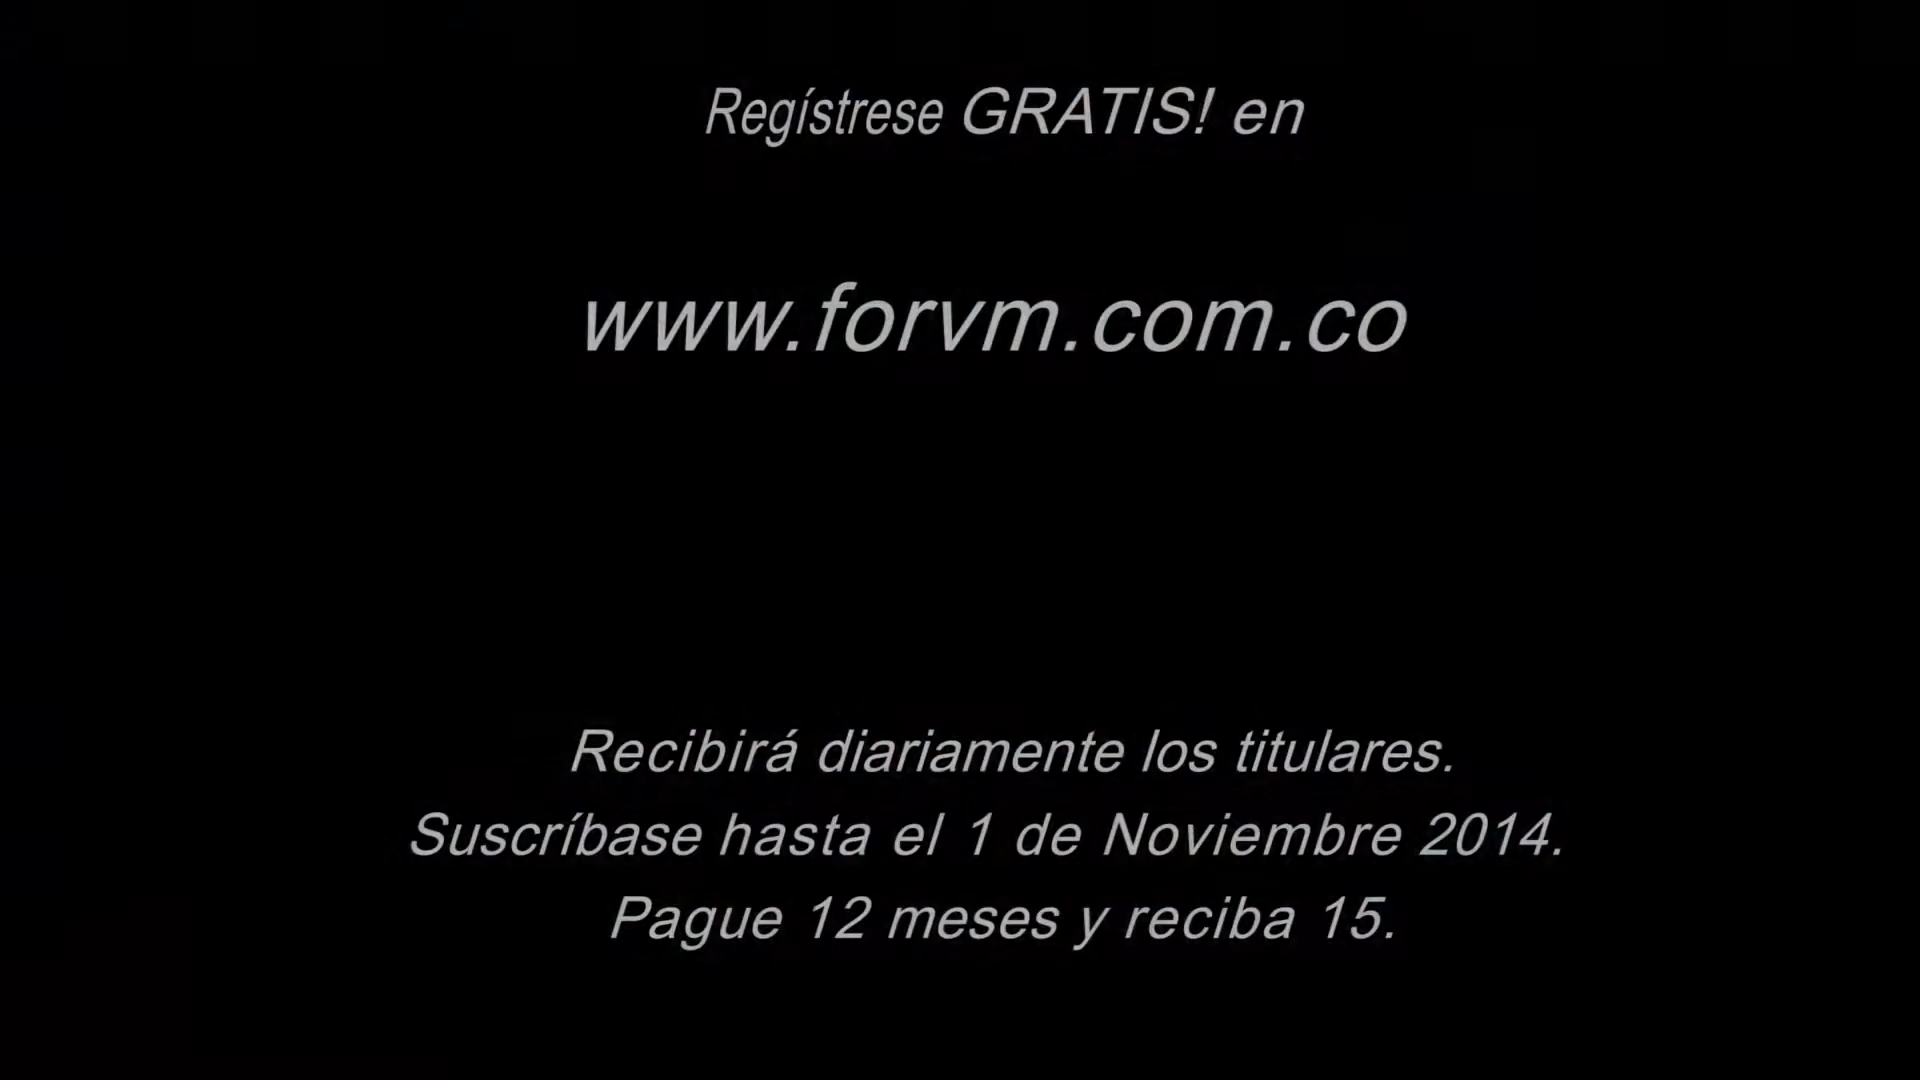 Regístrese GRATIS! en
www.forvm.com.co
Recibirá diariamente los titulares.
Suscríbase hasta el 1 de Noviembre 2014.
Pague 12 meses y reciba 15.